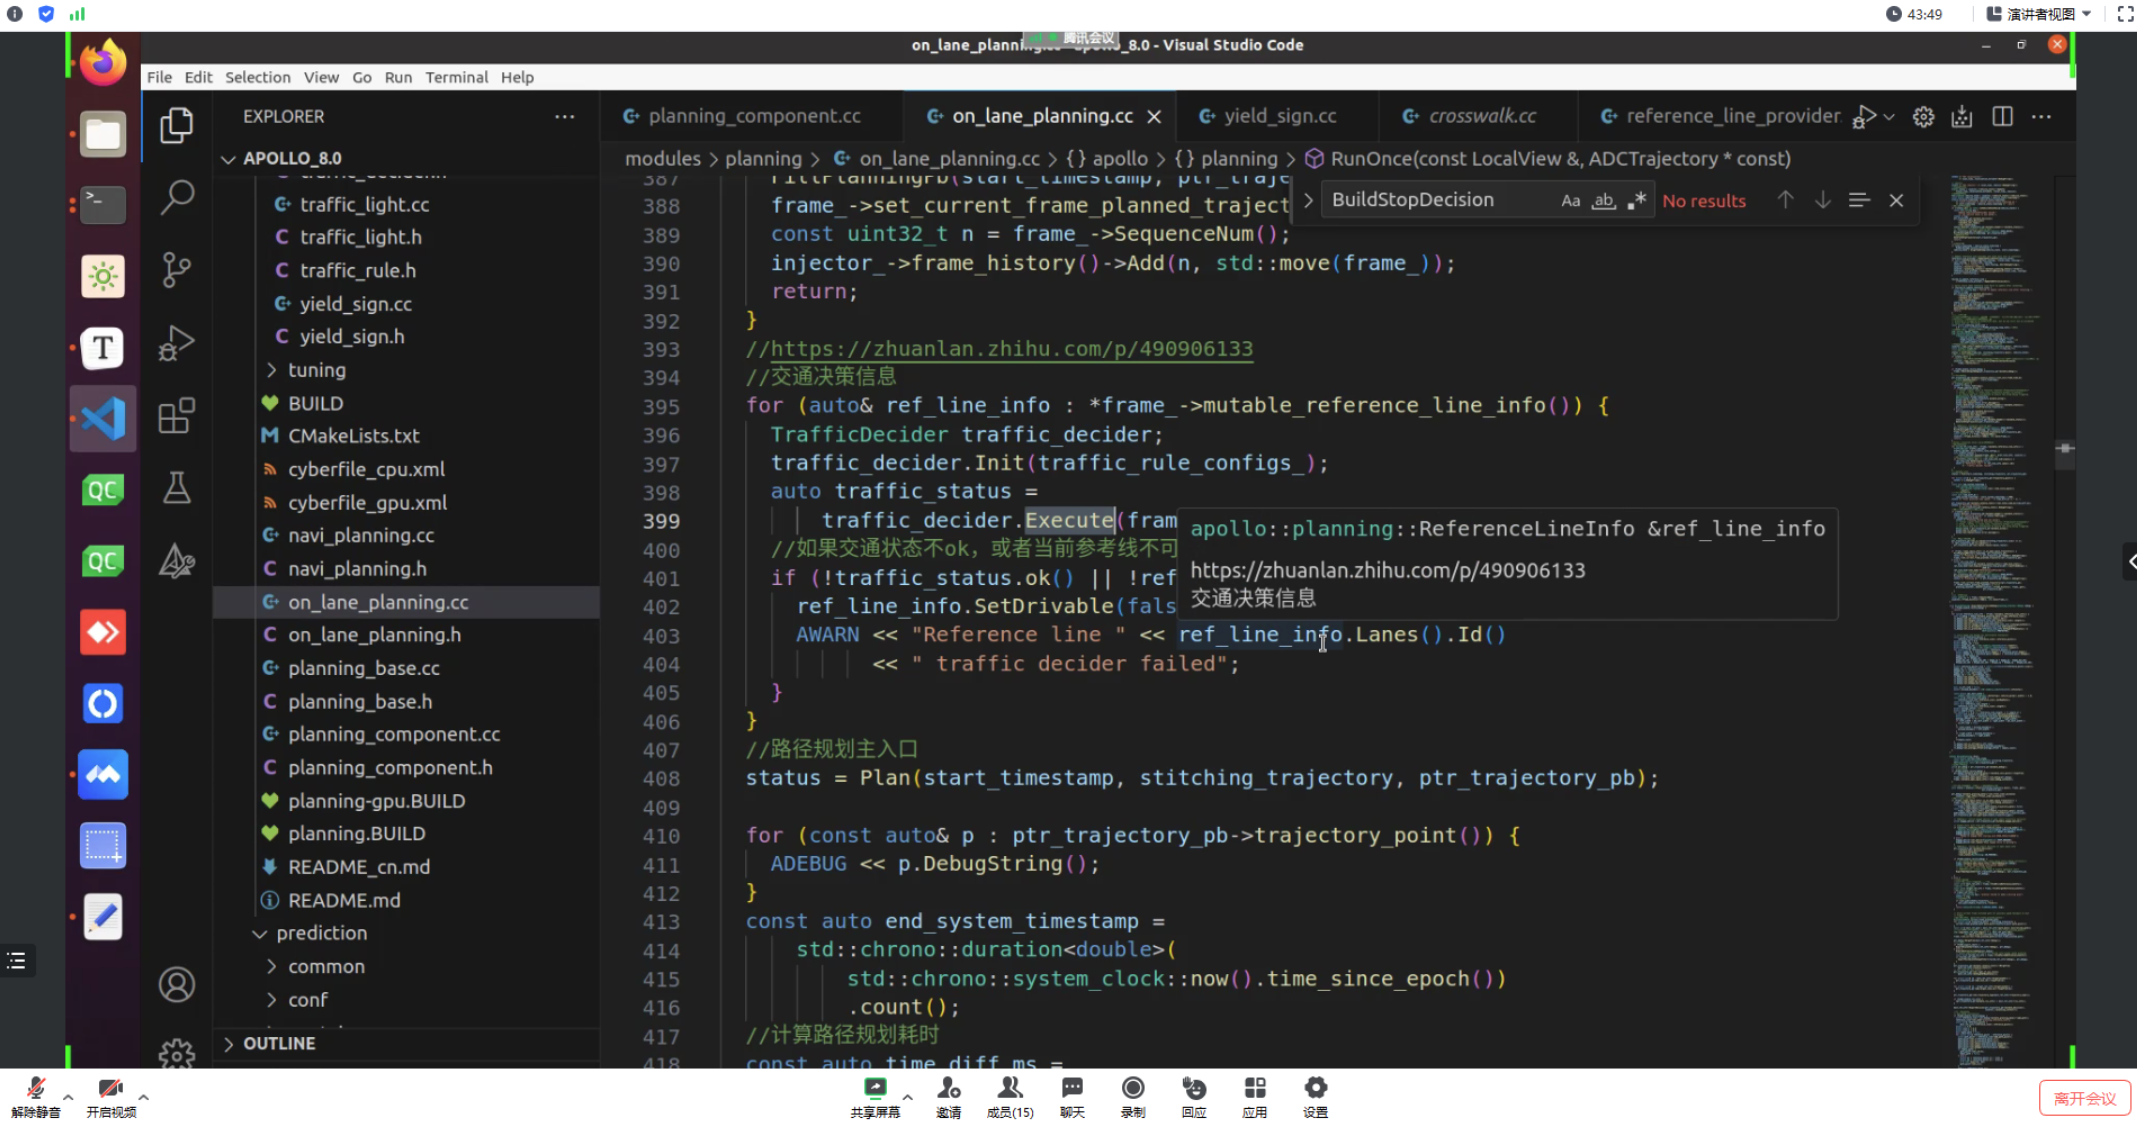 43:49
演讲者视图
腾讯会议
on_lane_planning.cc - apollo_8.0 - Visual Studio Code
File Edit Selection View Go Run Terminal Help
EXPLORER
planning_component.cc
on_lane_planning.cc
yield_sign.cc
crosswalk.cc
reference_line_provider.
APOLLO_8.0
modules > planning > on_lane_planning.cc > {} apollo > {} planning > RunOnce(const LocalView &, ADCTrajectory * const)
BuildStopDecision
Aa ab .* No results
traffic_light.cc
traffic_light.h
traffic_rule.h
yield_sign.cc
yield_sign.h
tuning
BUILD
CMakeLists.txt
cyberfile_cpu.xml
cyberfile_gpu.xml
navi_planning.cc
navi_planning.h
on_lane_planning.cc
on_lane_planning.h
planning_base.cc
planning_base.h
planning_component.cc
planning_component.h
planning-gpu.BUILD
planning.BUILD
README_cn.md
README.md
prediction
common
conf
OUTLINE
387 FillPlanningPb(start_timestamp, ptr_traje
388 frame_->set_current_frame_planned_traject
389 const uint32_t n = frame_->SequenceNum();
390 injector_->frame_history()->Add(n, std::move(frame_));
391 return;
392 }
393 //https://zhuanlan.zhihu.com/p/490906133
394 //交通决策信息
395 for (auto& ref_line_info : *frame_->mutable_reference_line_info()) {
396 TrafficDecider traffic_decider;
397 traffic_decider.Init(traffic_rule_configs_);
398 auto traffic_status =
399 traffic_decider.Execute(fram
400 //如果交通状态不ok，或者当前参考线不可
401 if (!traffic_status.ok() || !ref
402 ref_line_info.SetDrivable(fals
403 AWARN << "Reference line " << ref_line_info.Lanes().Id()
404 << " traffic decider failed";
405 }
406 }
407 //路径规划主入口
408 status = Plan(start_timestamp, stitching_trajectory, ptr_trajectory_pb);
409
410 for (const auto& p : ptr_trajectory_pb->trajectory_point()) {
411 ADEBUG << p.DebugString();
412 }
413 const auto end_system_timestamp =
414 std::chrono::duration<double>(
415 std::chrono::system_clock::now().time_since_epoch())
416 .count();
417 //计算路径规划耗时
418 const auto time_diff_ms =
apollo::planning::ReferenceLineInfo &ref_line_info
https://zhuanlan.zhihu.com/p/490906133
交通决策信息
解除静音
开启视频
共享屏幕
邀请
成员(15)
聊天
录制
回应
应用
设置
离开会议